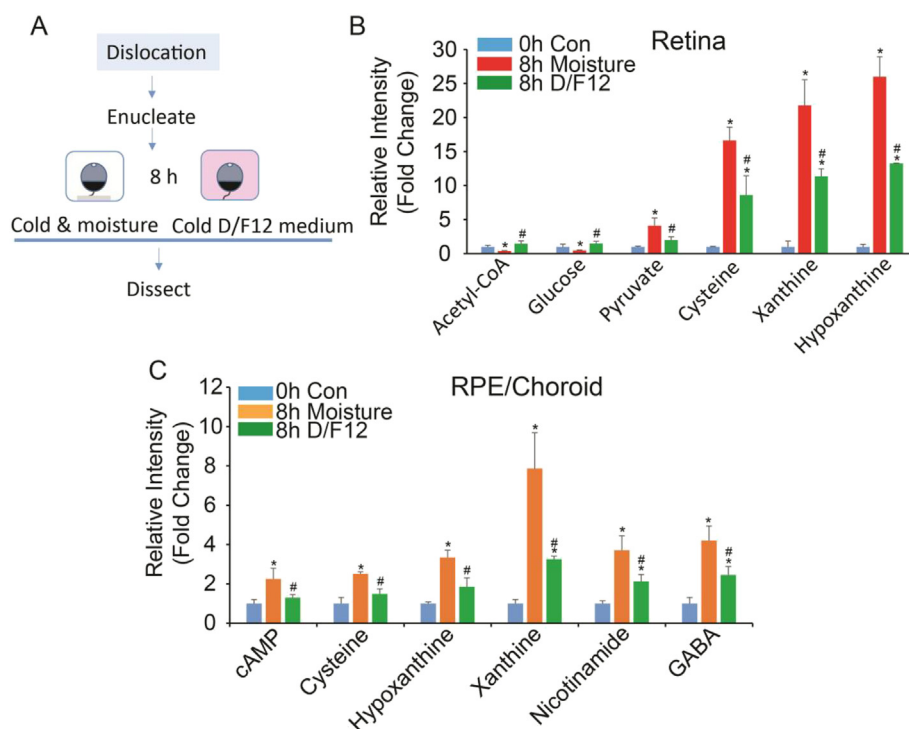 A
Dislocation
Enucleate
8 h
Cold & moisture Cold D/F12 medium
Dissect
B
Retina
0h Con
8h Moisture
8h D/F12
Relative Intensity
(Fold Change)
35
30
25
20
15
10
5
0
* # * # * # * # * * # * * # *
Acetyl-CoA
Glucose
Pyruvate
Cysteine
Xanthine
Hypoxanthine
C
RPE/Choroid
0h Con
8h Moisture
8h D/F12
Relative Intensity
(Fold Change)
12
10
8
6
4
2
0
* # * # * # * # * * # * * # *
cAMP
Cysteine
Hypoxanthine
Xanthine
Nicotinamide
GABA